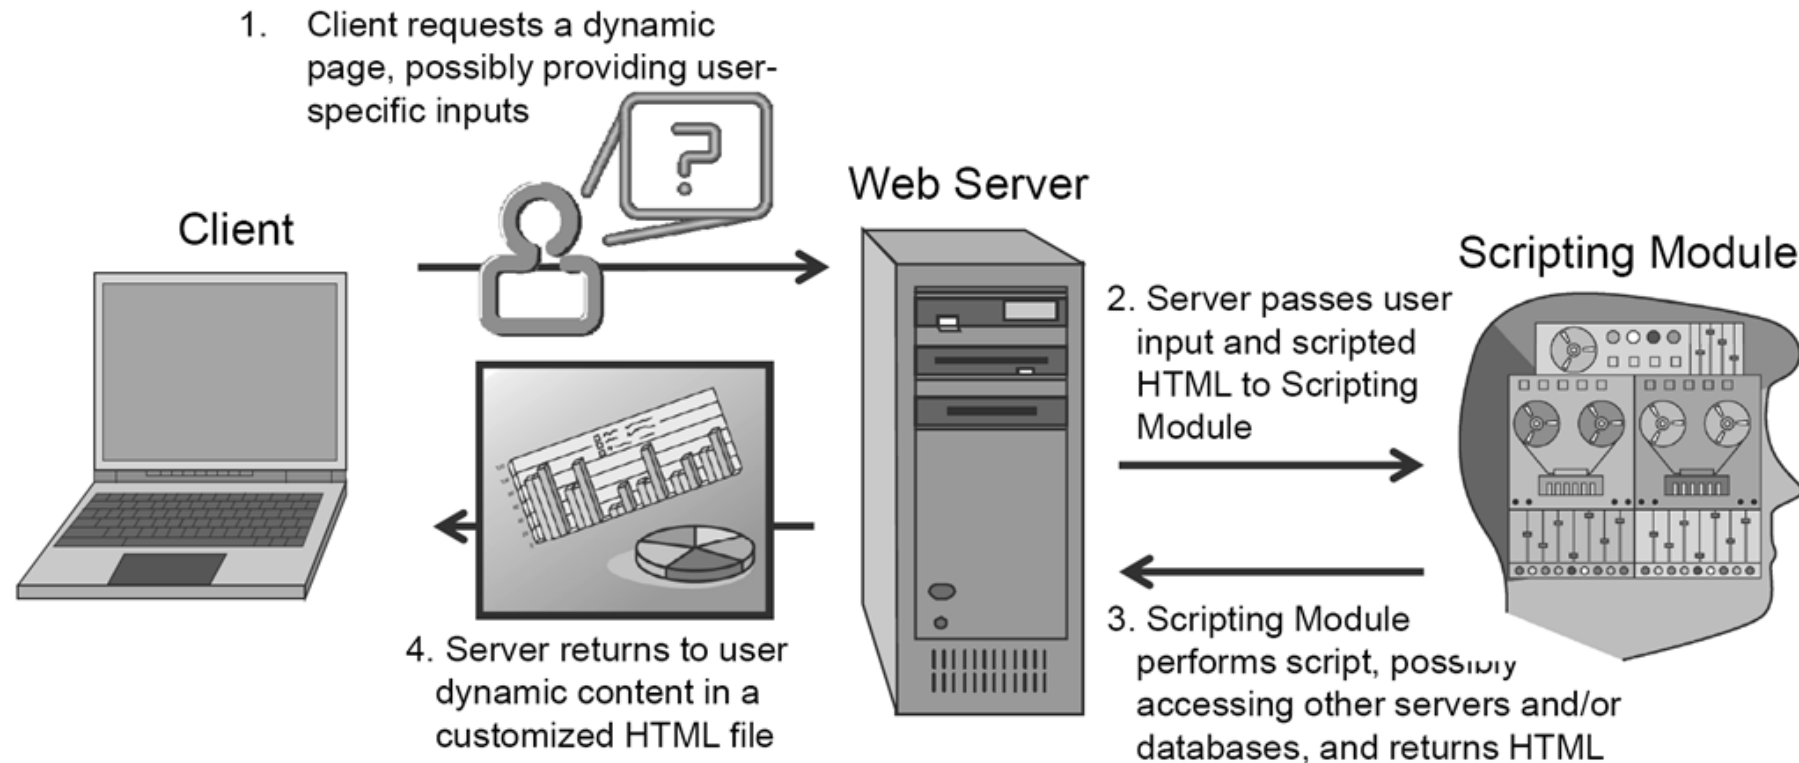 1. Client requests a dynamic
page, possibly providing user-
specific inputs
?
Web Server
Client
Scripting Module
2. Server passes user
input and scripted
HTML to Scripting
Module
3. Scripting Module
performs script, possibly
accessing other servers and/or
databases, and returns HTML
4. Server returns to user
dynamic content in a
customized HTML file